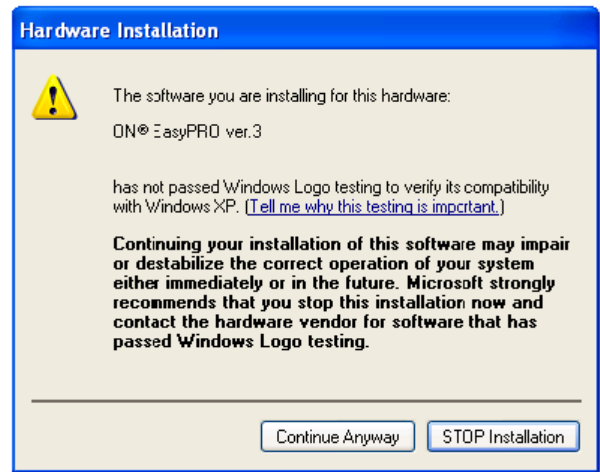 Hardware Installation
The software you are installing for this hardware:
ON® EasyPRO ver.3
has not passed Windows Logo testing to verify its compatibility
with Windows XP. (Tell me why this testing is important.)
Continuing your installation of this software may impair
or destabilize the correct operation of your system
either immediately or in the future. Microsoft strongly
recommends that you stop this installation now and
contact the hardware vendor for software that has
passed Windows Logo testing.
Continue Anyway
STOP Installation